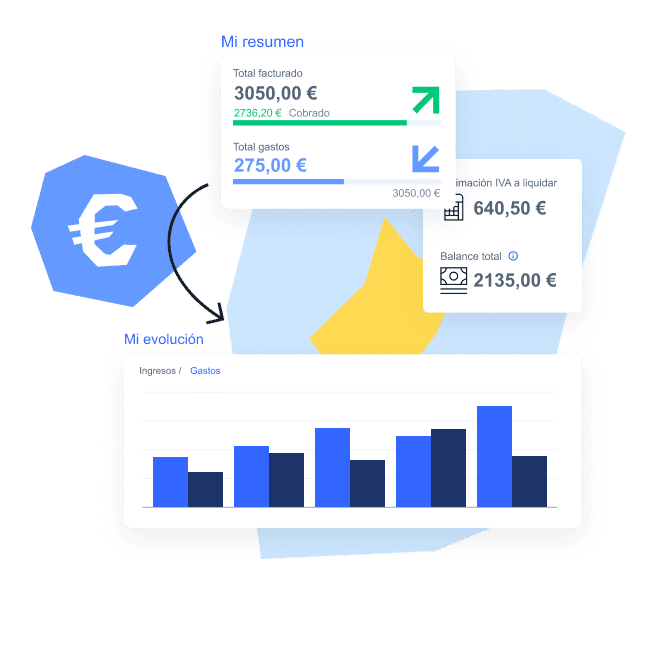 Mi resumen
Total facturado
3050,00 €
2736,20 € Cobrado
Total gastos
275,00 €
3050,00 €
IVA a liquidar
640,50 €
Balance total
2135,00 €
€
Mi evolución
Ingresos / Gastos